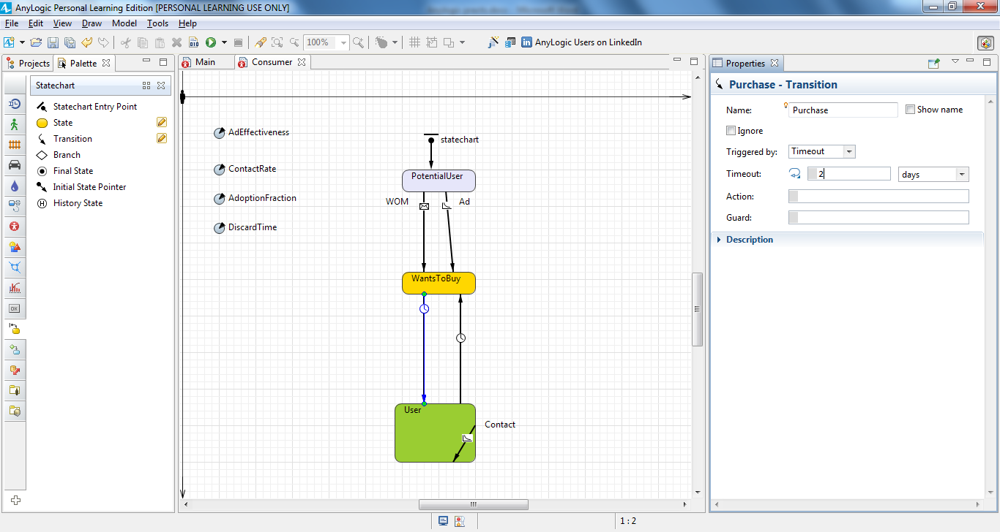 AnyLogic Personal Learning Edition [PERSONAL LEARNING USE ONLY]
File Edit View Draw Model Tools Help
100% AnyLogic Users on LinkedIn
Projects Palette
Statechart
Statechart Entry Point
State
Transition
Branch
Final State
Initial State Pointer
History State
OK
Main Consumer
AdEffectiveness
ContactRate
AdoptionFraction
DiscardTime
statechart
PotentialUser
WOM Ad
WantsToBuy
User
Contact
Properties
Purchase - Transition
Name: Purchase Show name
Ignore
Triggered by: Timeout
Timeout: 2 days
Action:
Guard:
Description
1 : 2